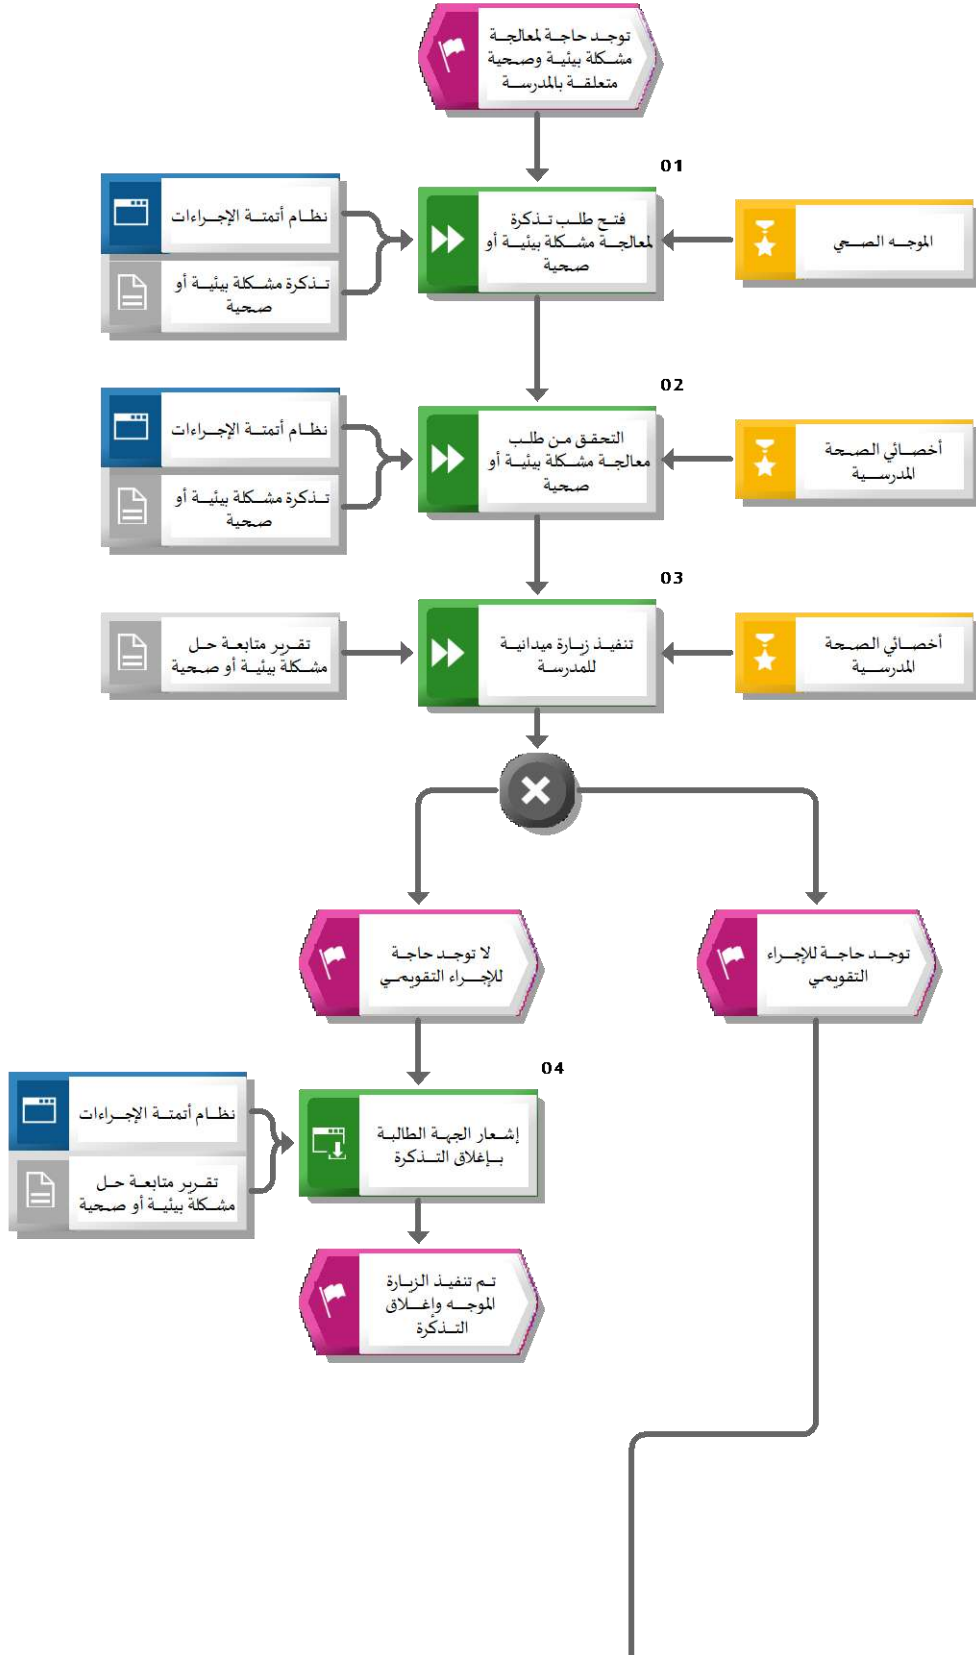 توجد حاجة لمعالجة
مشكلة بيئية وصحية
متعلقة بالمدرسة
01
الموجه الصحي
فتح طلب تذكرة
لمعالجة مشكلة بيئية أو
صحية
نظام أتمتة الإجراءات
تذكرة مشكلة بيئية أو
صحية
02
أخصائي الصحة
المدرسية
التحقق من طلب
معالجة مشكلة بيئية أو
صحية
نظام أتمتة الإجراءات
تذكرة مشكلة بيئية أو
صحية
03
أخصائي الصحة
المدرسية
تنفيذ زيارة ميدانية
للمدرسة
تقرير متابعة حل
مشكلة بيئية أو صحية
توجد حاجة للإجراء
التقويمي
لا توجد حاجة
للإجراء التقويمي
04
إشعار الجهة الطالبة
بإغلاق التذكرة
نظام أتمتة الإجراءات
تقرير متابعة حل
مشكلة بيئية أو صحية
تم تنفيذ الزيارة
الموجه وإغلاق
التذكرة